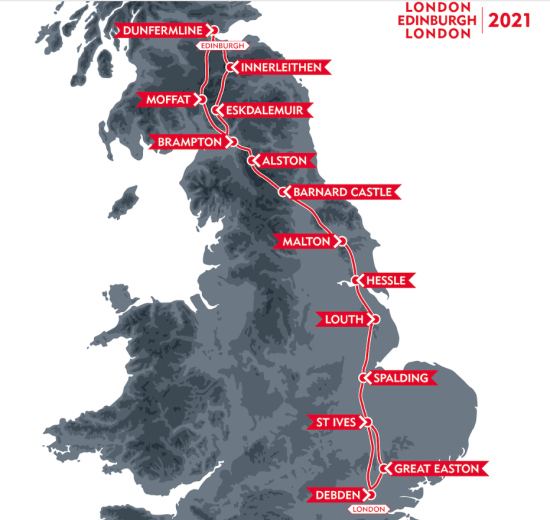 LONDON
EDINBURGH
LONDON
2021
DUNFERMLINE
EDINBURGH
INNERLEITHEN
MOFFAT
ESKDALEMUIR
BRAMPTON
ALSTON
BARNARD CASTLE
MALTON
HESSLE
LOUTH
SPALDING
ST IVES
GREAT EASTON
DEBDEN
LONDON